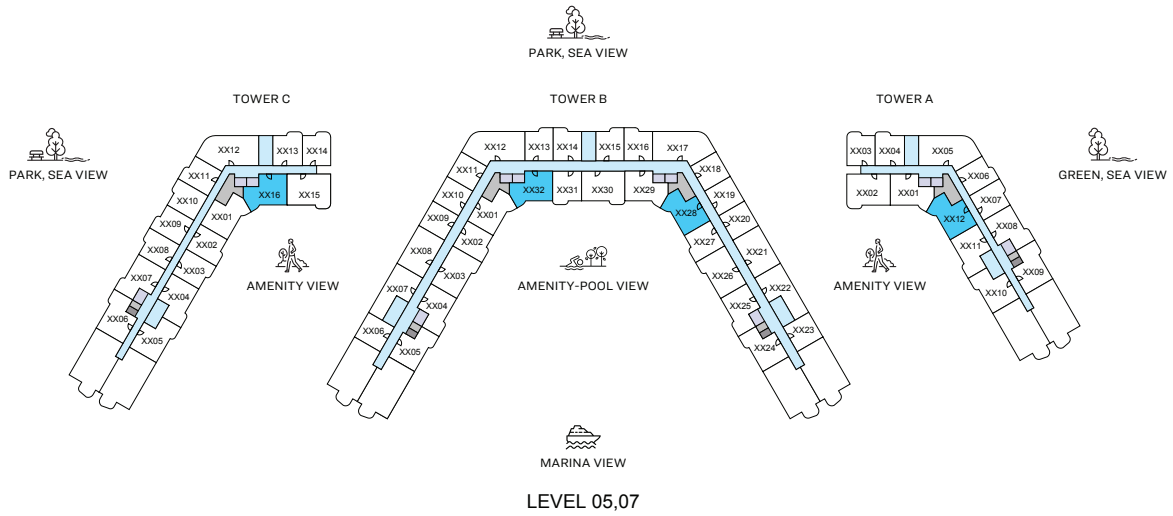 PARK, SEA VIEW
TOWER C
TOWER B
TOWER A
PARK, SEA VIEW
GREEN, SEA VIEW
XX12
XX13
XX14
XX11
XX10
XX09
XX08
XX07
XX06
XX16
XX15
XX01
XX02
XX03
XX04
XX05
AMENITY VIEW
XX12
XX13
XX14
XX15
XX16
XX17
XX11
XX10
XX09
XX08
XX07
XX06
XX32
XX31
XX30
XX29
XX28
XX01
XX02
XX03
XX04
XX05
XX18
XX19
XX20
XX21
XX22
XX23
XX27
XX26
XX25
XX24
AMENITY-POOL VIEW
XX03
XX04
XX05
XX02
XX01
XX06
XX07
XX08
XX09
XX12
XX11
XX10
AMENITY VIEW
MARINA VIEW
LEVEL 05,07